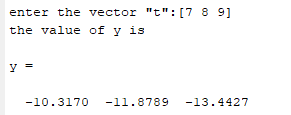 enter the vector "t":[7 8 9]
the value of y is
y =
-10.3170 -11.8789 -13.4427